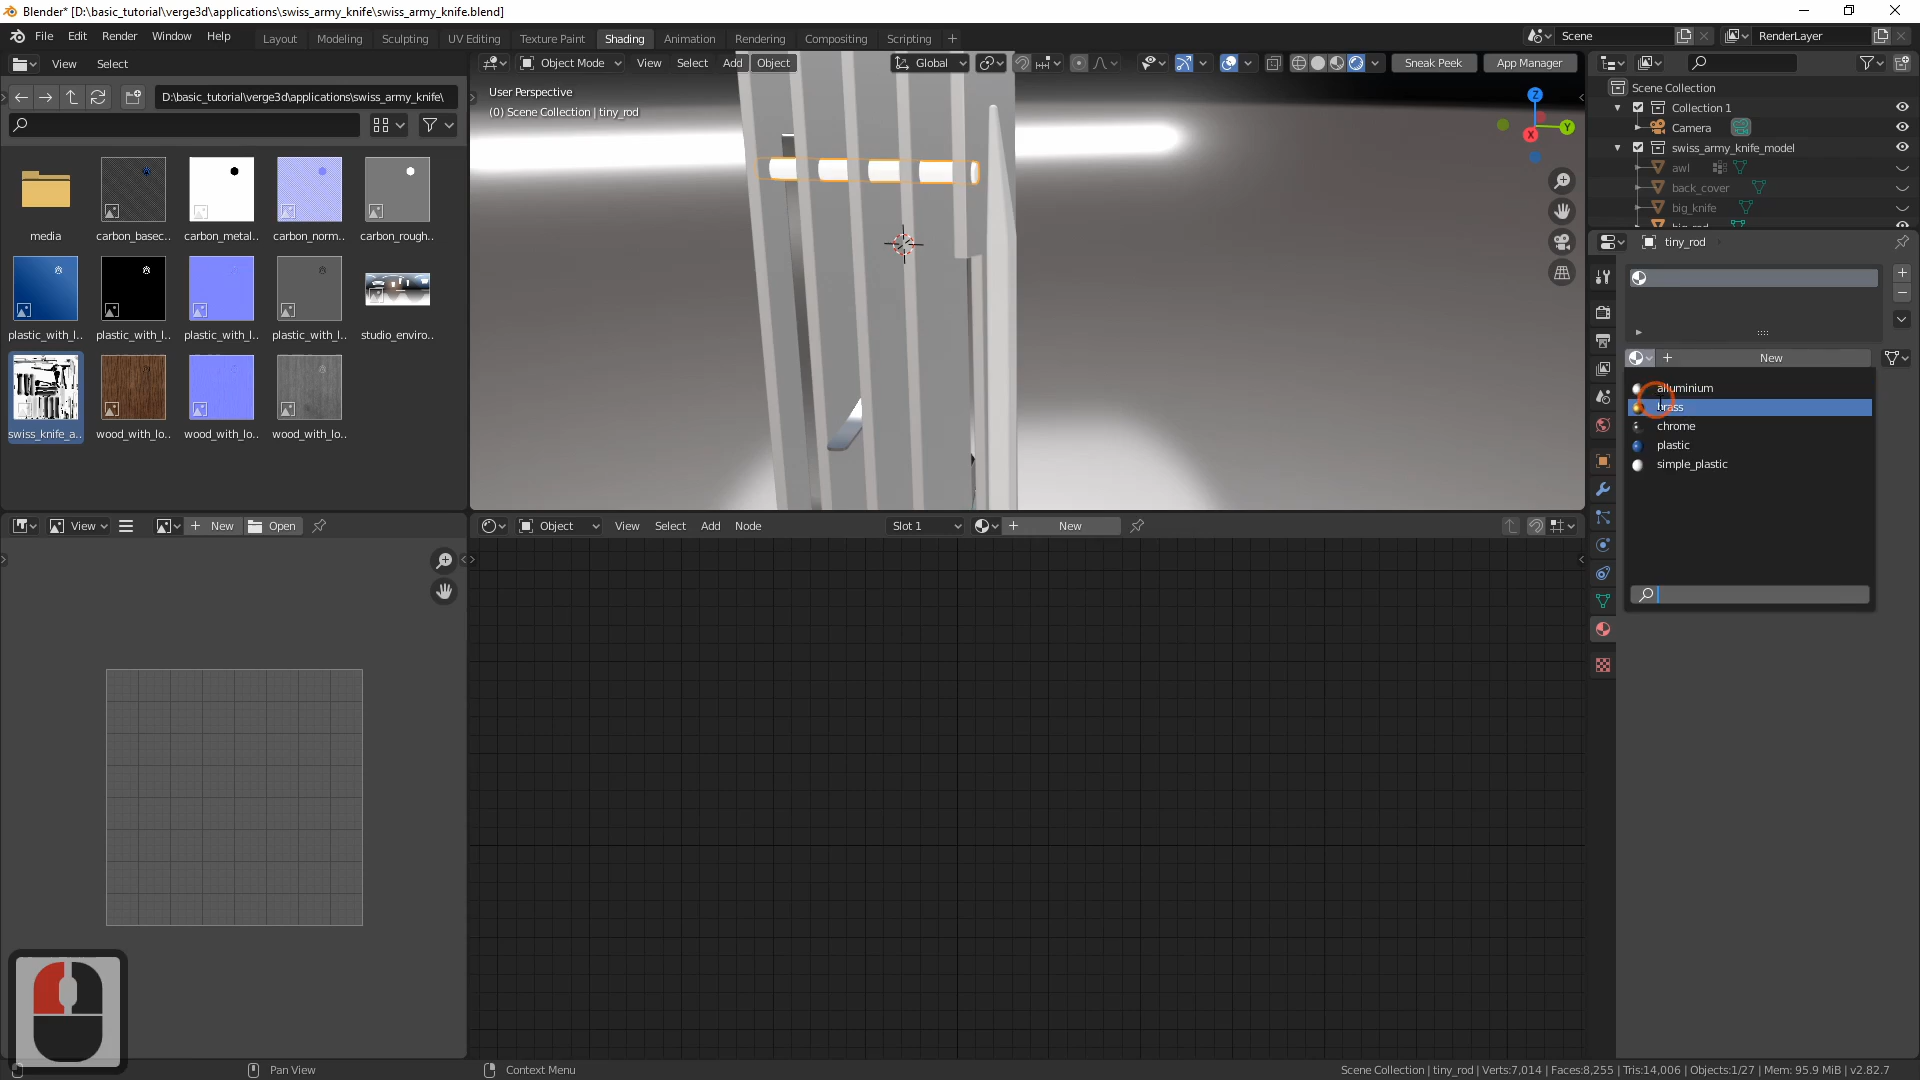 Blender* [D:\basic_tutorial\verge3d\applications\swiss_army_knife\swiss_army_knife.blend]
File Edit Render Window Help
Layout Modeling Sculpting UV Editing Texture Paint Shading Animation Rendering Compositing Scripting
Scene
RenderLayer
View Select
Object Mode View Select Add Object
Global
Sneak Peek
App Manager
D:\basic_tutorial\verge3d\applications\swiss_army_knife\
User Perspective
(0) Scene Collection | tiny_rod
Z
Y
X
Scene Collection
Collection 1
Camera
swiss_army_knife_model
awl
back_cover
big_knife
tiny_rod
New
alluminium
brass
chrome
plastic
simple_plastic
media
carbon_basec..
carbon_metal..
carbon_norm..
carbon_rough..
plastic_with_l..
plastic_with_l..
plastic_with_l..
plastic_with_l..
studio_enviro..
swiss_knife_a..
wood_with_lo..
wood_with_lo..
wood_with_lo..
View
New
Open
Object View Select Add Node
Slot 1
New
Pan View
Context Menu
Scene Collection | tiny_rod | Verts:7,014 | Faces:8,255 | Tris:14,006 | Objects:1/27 | Mem: 95.9 MiB | v2.82.7